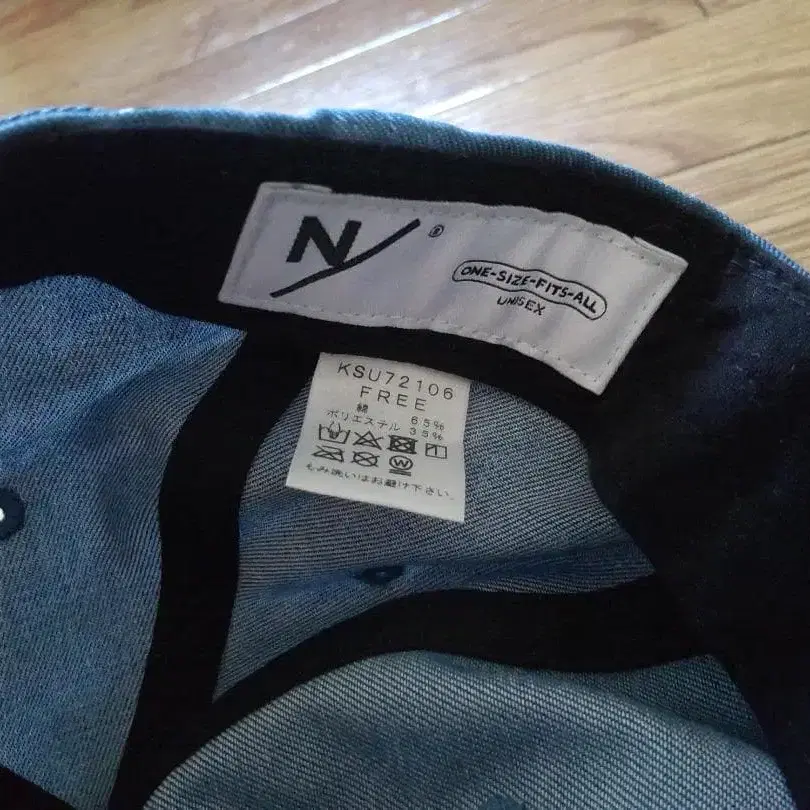 N/®
ONE-SIZE-FITS-ALL
UNISEX
KSU72106
FREE
綿 65%
ポリエステル 35%
W
もみ洗いはお避け下さい。